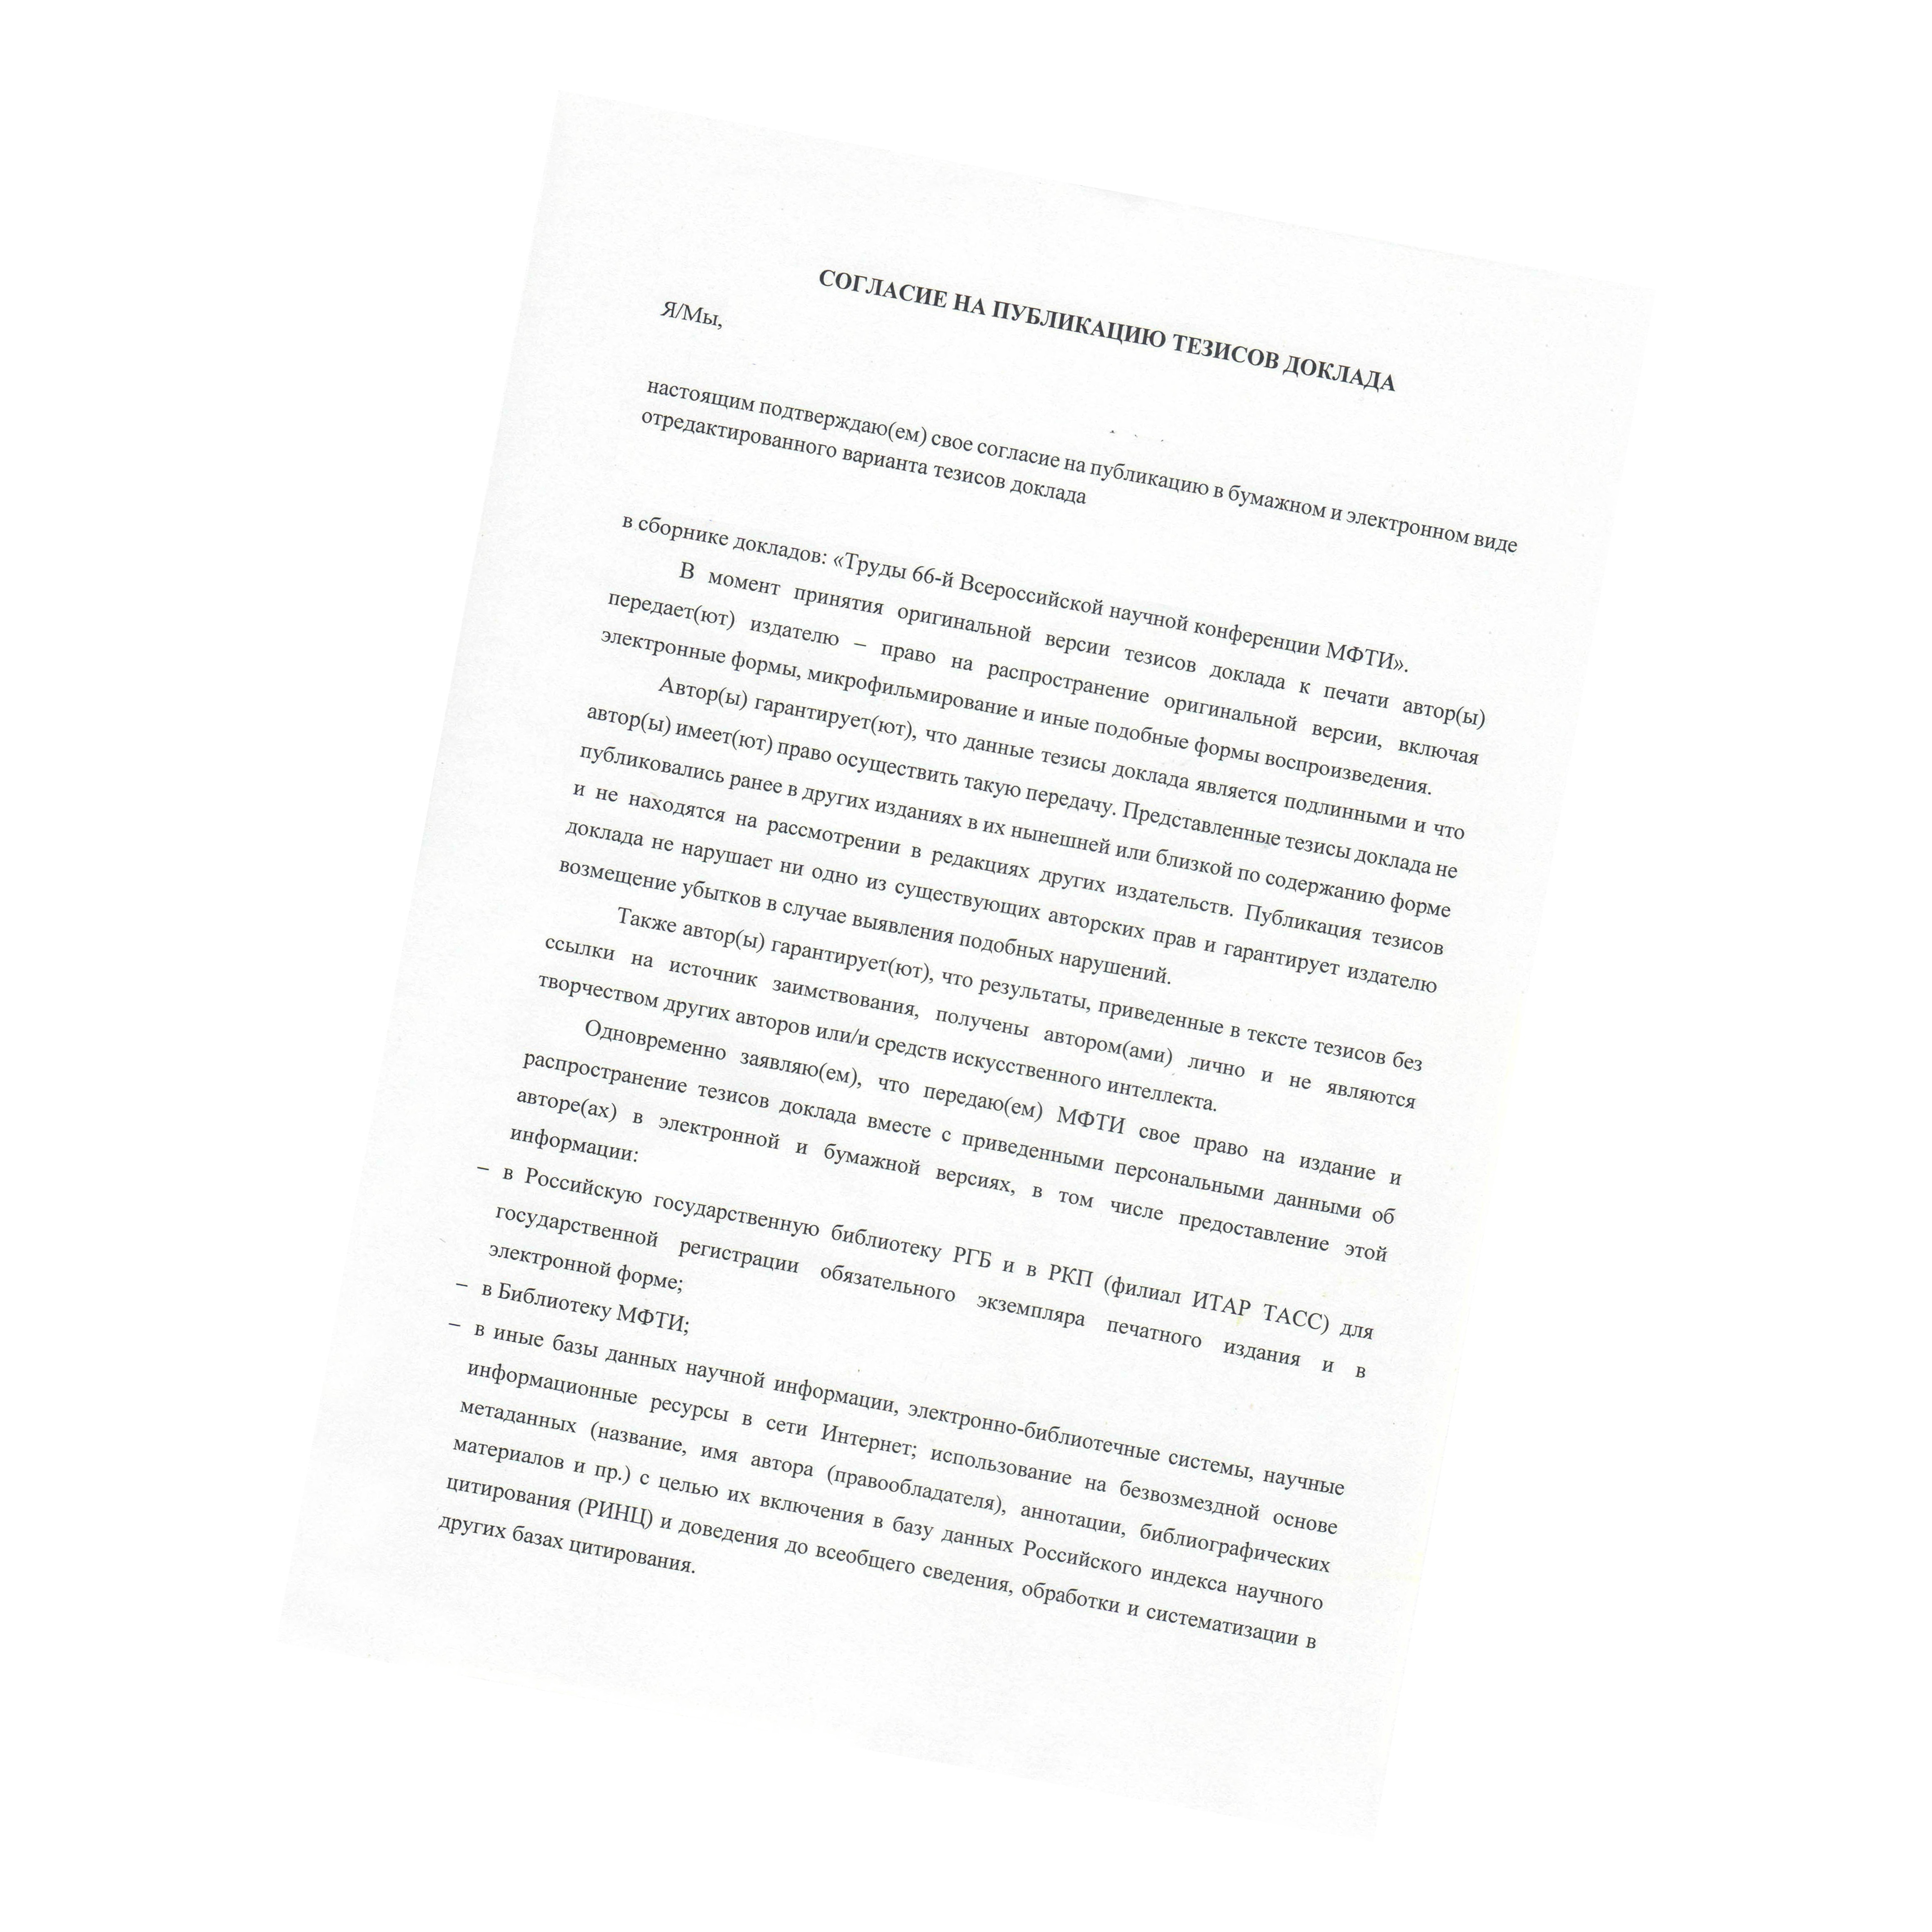 СОГЛАСИЕ НА ПУБЛИКАЦИЮ ТЕЗИСОВ ДОКЛАДА
Я/Мы,
настоящим подтверждаю(ем) свое согласие на публикацию в бумажном и электронном виде
отредактированного варианта тезисов доклада
в сборнике докладов: «Труды 66-й Всероссийской научной конференции МФТИ».
В момент принятия оригинальной версии тезисов доклада к печати автор(ы)
передает(ют) издателю – право на распространение оригинальной версии, включая
электронные формы, микрофильмирование и иные подобные формы воспроизведения.
Автор(ы) гарантирует(ют), что данные тезисы доклада является подлинными и что
автор(ы) имеет(ют) право осуществить такую передачу. Представленные тезисы доклада не
публиковались ранее в других изданиях в их нынешней или близкой по содержанию форме
и не находятся на рассмотрении в редакциях других издательств. Публикация тезисов
доклада не нарушает ни одно из существующих авторских прав и гарантирует издателю
возмещение убытков в случае выявления подобных нарушений.
Также автор(ы) гарантирует(ют), что результаты, приведенные в тексте тезисов без
ссылки на источник заимствования, получены автором(ами) лично и не являются
творчеством других авторов или/и средств искусственного интеллекта.
Одновременно заявляю(ем), что передаю(ем) МФТИ свое право на издание и
распространение тезисов доклада вместе с приведенными персональными данными об
авторе(ах) в электронной и бумажной версиях, в том числе предоставление этой
информации:
– в Российскую государственную библиотеку РГБ и в РКП (филиал ИТАР ТАСС) для
государственной регистрации обязательного экземпляра печатного издания и в
электронной форме;
– в Библиотеку МФТИ;
– в иные базы данных научной информации, электронно-библиотечные системы, научные
информационные ресурсы в сети Интернет; использование на безвозмездной основе
метаданных (название, имя автора (правообладателя), аннотации, библиографических
материалов и пр.) с целью их включения в базу данных Российского индекса научного
цитирования (РИНЦ) и доведения до всеобщего сведения, обработки и систематизации в
других базах цитирования.